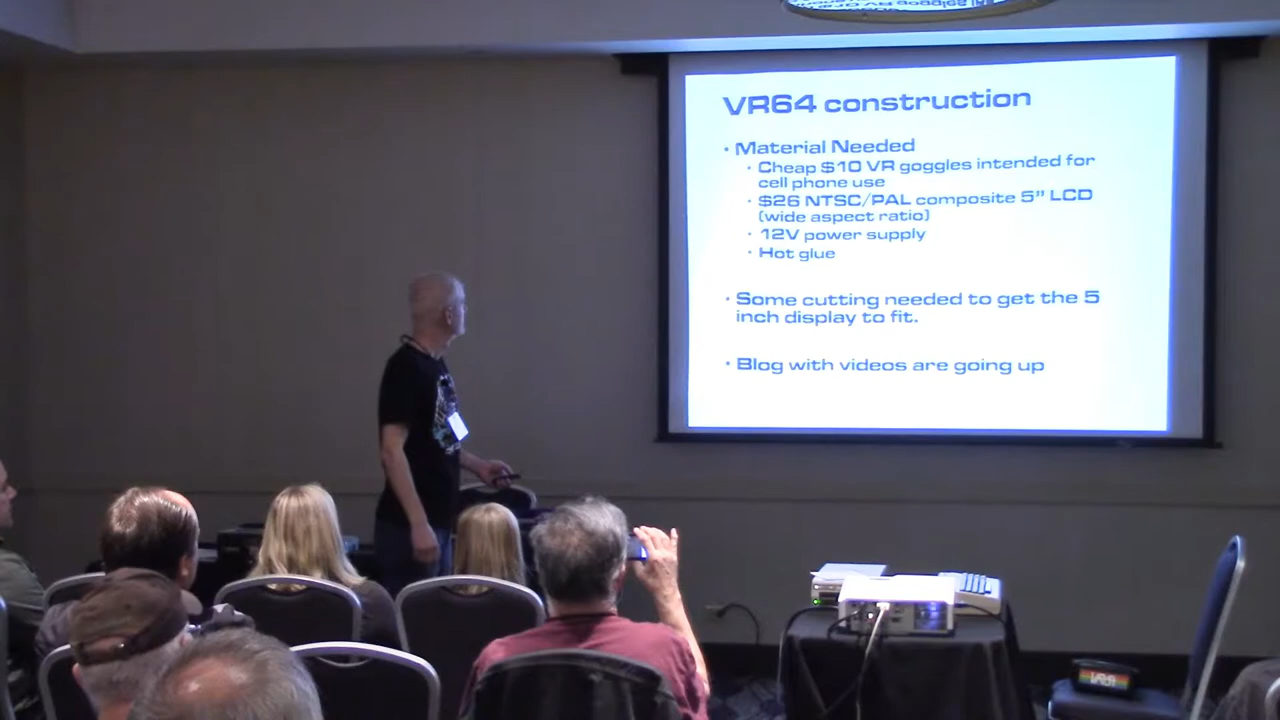 VR64 construction
• Material Needed
• Cheap $10 VR goggles intended for
cell phone use
• $26 NTSC/PAL composite 5” LCD
(wide aspect ratio)
• 12V power supply
• Hot glue
• Some cutting needed to get the 5
inch display to fit.
• Blog with videos are going up
VR64